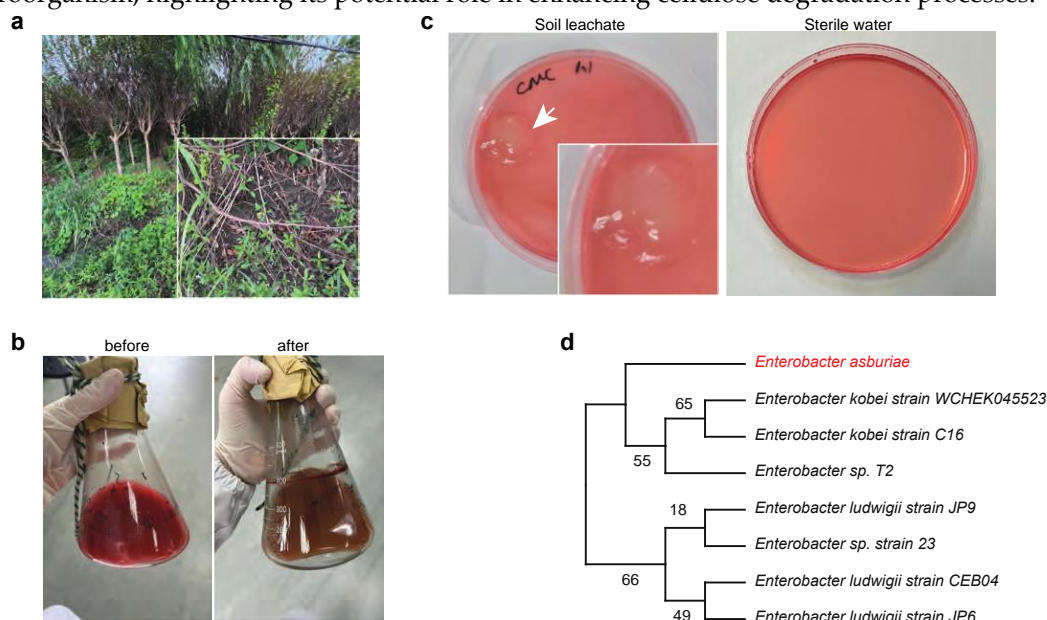 its potential role in enhancing cellulose degradation processes.
a
c
Soil leachate
Sterile water
CMC
b
before
after
300
d
Enterobacter asburiae
65
Enterobacter kobei strain WCHEK045523
Enterobacter kobei strain C16
55
Enterobacter sp. T2
18
Enterobacter ludwigii strain JP9
Enterobacter sp. strain 23
66
Enterobacter ludwigii strain CEB04
49
Enterobacter ludwigii strain JP6